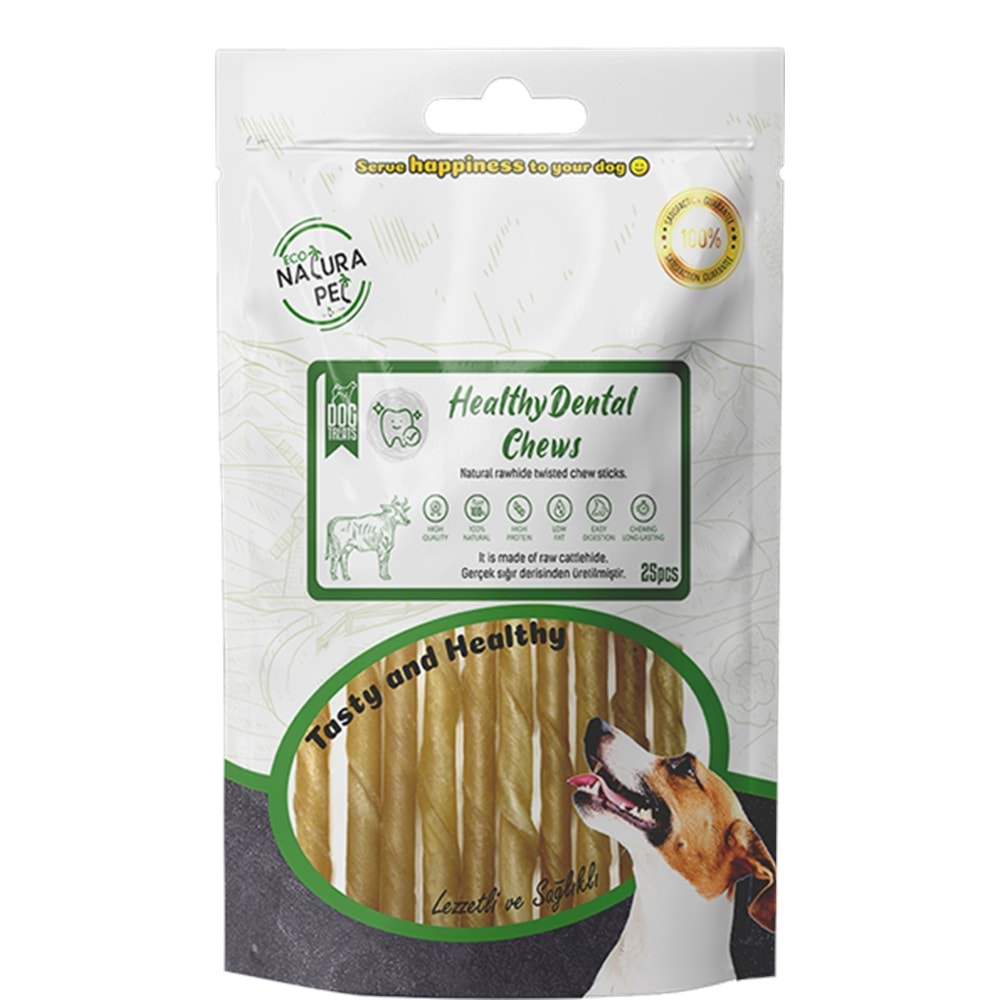 Serve happiness to your dog
ECO
NATURA
PET
SATISFACTION GUARANTEE
100%
SATISFACTION GUARANTEE
DOG
TREATS
Healthy Dental
Chews
Natural rawhide twisted chew sticks.
HIGH QUALITY
100% NATURAL
HIGH PROTEIN
LOW FAT
EASY DIGESTION
CHEWING LONG-LASTING
It is made of raw cattlehide.
Gerçek sığır derisinden üretilmiştir.
25pcs
Tasty and Healthy
Lezzetli ve Sağlıklı